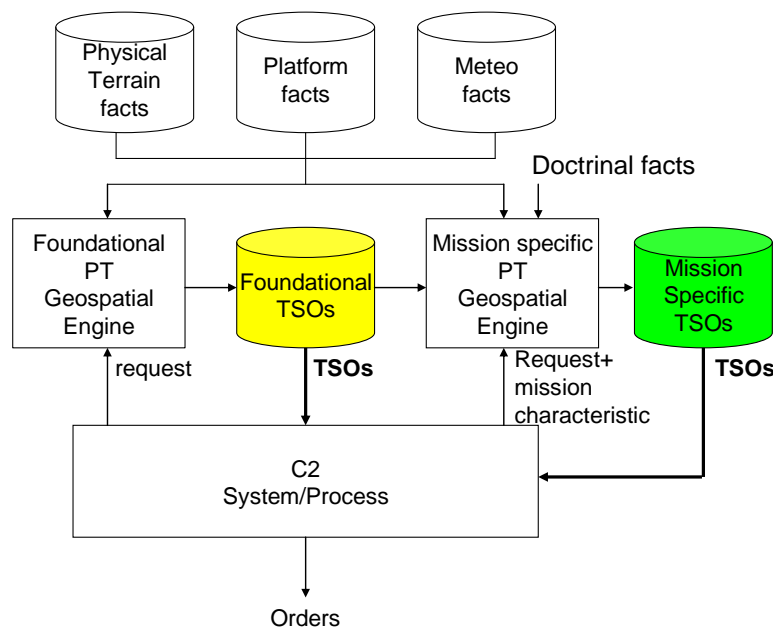 Physical
Terrain
facts
Platform
facts
Meteo
facts
Doctrinal facts
Foundational
PT
Geospatial
Engine
Foundational
TSOs
Mission specific
PT
Geospatial
Engine
Mission
Specific
TSOs
request
TSOs
Request+
mission
characteristic
TSOs
C2
System/Process
Orders